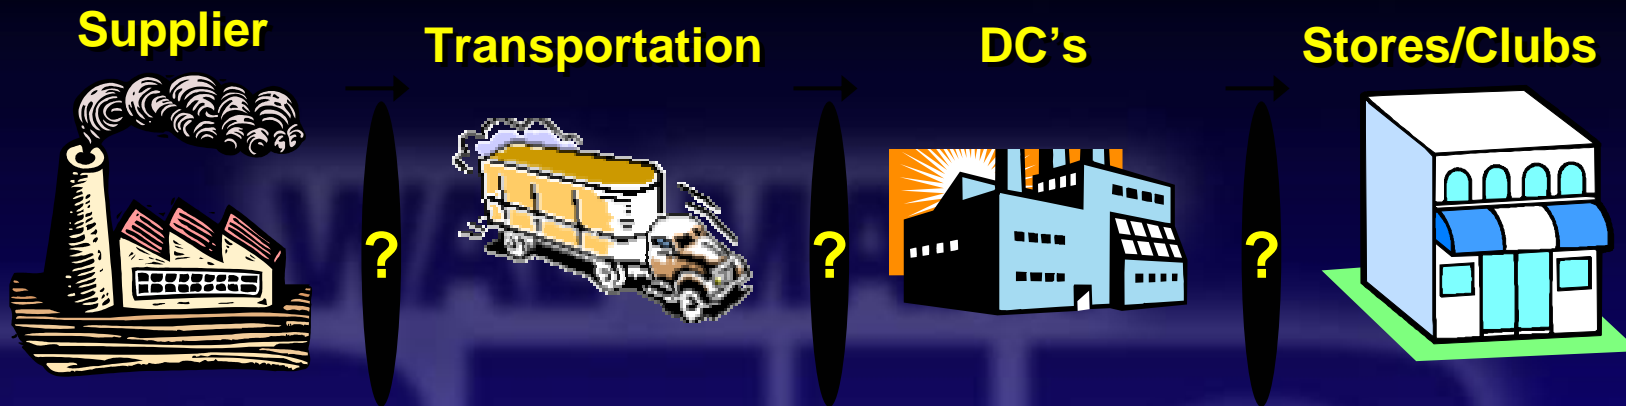 Supplier
Transportation
DC's
Stores/Clubs
?
?
?